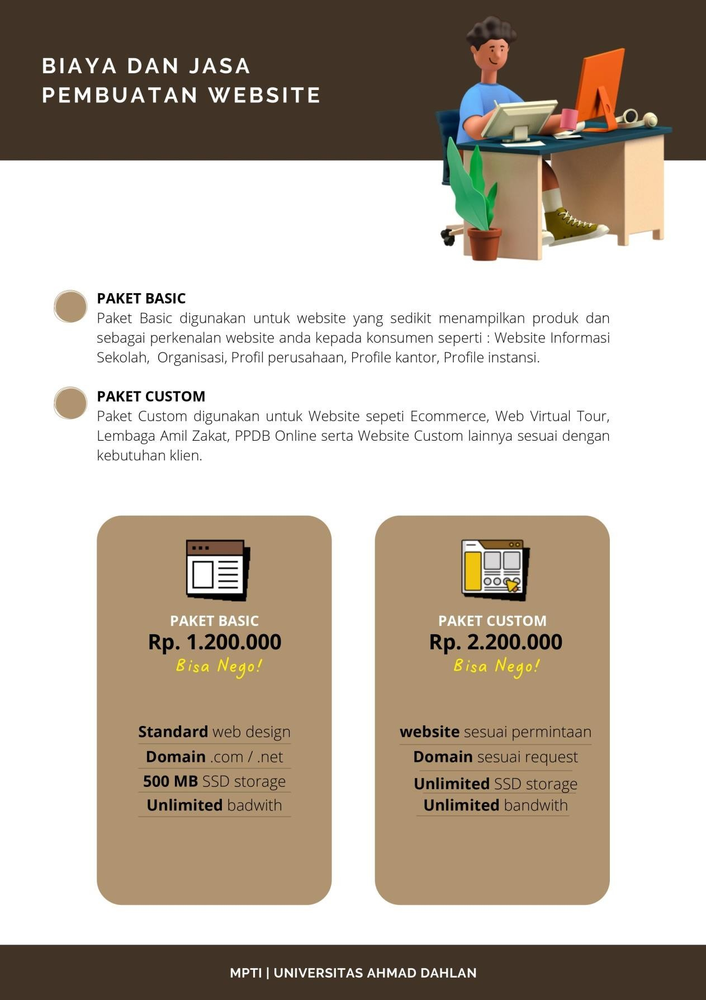 BIAYA DAN JASA
PEMBUATAN WEBSITE
PAKET BASIC
Paket Basic digunakan untuk website yang sedikit menampilkan produk dan
sebagai perkenalan website anda kepada konsumen seperti : Website Informasi
Sekolah, Organisasi, Profil perusahaan, Profile kantor, Profile instansi.
PAKET CUSTOM
Paket Custom digunakan untuk Website sepeti Ecommerce, Web Virtual Tour,
Lembaga Amil Zakat, PPDB Online serta Website Custom lainnya sesuai dengan
kebutuhan klien.
PAKET BASIC
Rp. 1.200.000
Bisa Nego!
Standard web design
Domain .com / .net
500 MB SSD storage
Unlimited badwith
PAKET CUSTOM
Rp. 2.200.000
Bisa Nego!
website sesuai permintaan
Domain sesuai request
Unlimited SSD storage
Unlimited bandwith
MPTI | UNIVERSITAS AHMAD DAHLAN